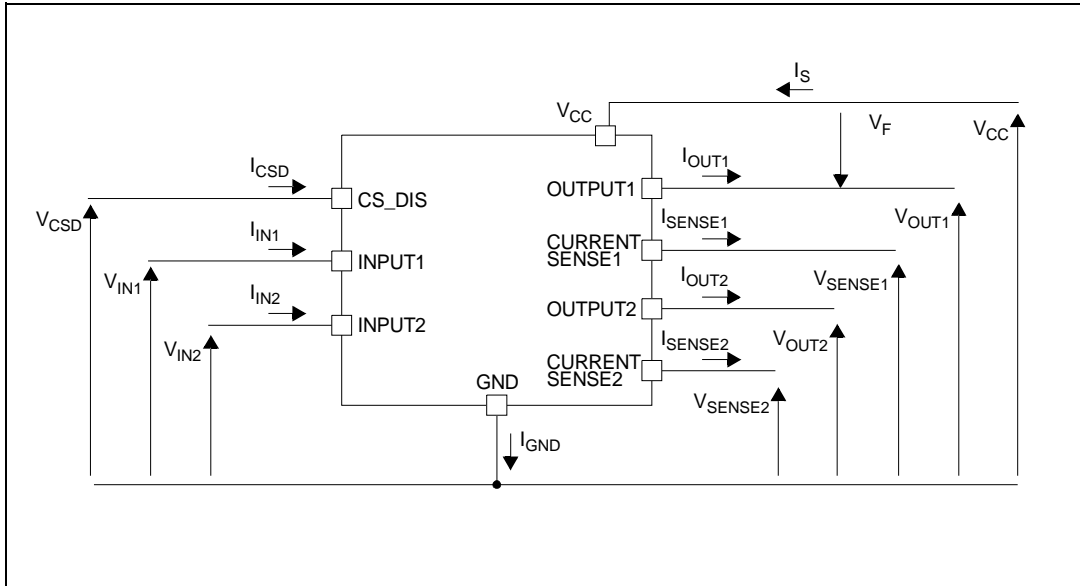 I_S
V_CC
V_F
V_CC
I_CSD
I_OUT1
CS_DIS
OUTPUT1
V_CSD
V_OUT1
I_IN1
I_SENSE1
INPUT1
CURRENT
SENSE1
V_IN1
V_SENSE1
I_IN2
I_OUT2
INPUT2
OUTPUT2
V_IN2
V_OUT2
I_SENSE2
CURRENT
SENSE2
GND
V_SENSE2
I_GND